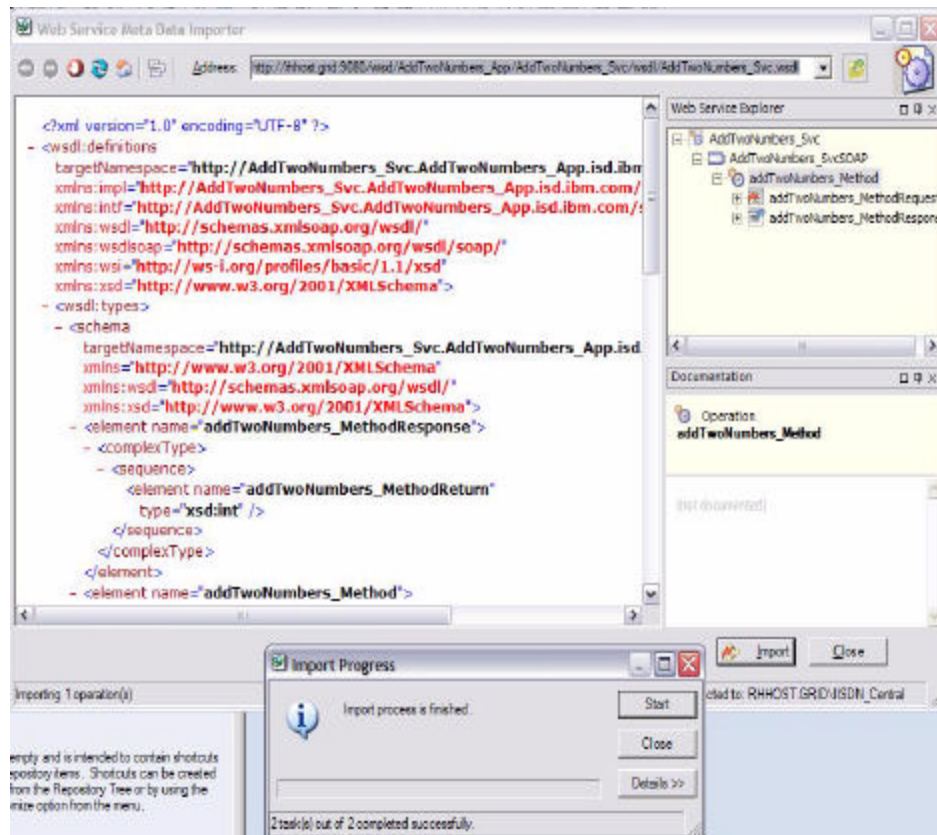 Web Service Meta Data Importer
Address: http://rhhost.grid:9080/wisd/AddTwoNumbers_App/AddTwoNumbers_Svc/wsdl/AddTwoNumbers_Svc.wsdl
<?xml version="1.0" encoding="UTF-8" ?>
- <wsdl:definitions
targetNamespace="http://AddTwoNumbers_Svc.AddTwoNumbers_App.isd.ibm
xmlns:impl="http://AddTwoNumbers_Svc.AddTwoNumbers_App.isd.ibm.com/
xmlns:intf="http://AddTwoNumbers_Svc.AddTwoNumbers_App.isd.ibm.com/s
xmlns:wsdl="http://schemas.xmlsoap.org/wsdl/"
xmlns:wsdlsoap="http://schemas.xmlsoap.org/wsdl/soap/"
xmlns:wsi="http://ws-i.org/profiles/basic/1.1/xsd"
xmlns:xsd="http://www.w3.org/2001/XMLSchema">
- <wsdl:types>
- <schema
targetNamespace="http://AddTwoNumbers_Svc.AddTwoNumbers_App.isd.
xmlns="http://www.w3.org/2001/XMLSchema"
xmlns:wsdl="http://schemas.xmlsoap.org/wsdl/"
xmlns:xsd="http://www.w3.org/2001/XMLSchema">
- <element name="addTwoNumbers_MethodResponse">
- <complexType>
- <sequence>
<element name="addTwoNumbers_MethodReturn"
type="xsd:int" />
</sequence>
</complexType>
</element>
- <element name="addTwoNumbers_Method">
Web Service Explorer
AddTwoNumbers_Svc
AddTwoNumbers_SvcSOAP
addTwoNumbers_Method
addTwoNumbers_MethodRequest
addTwoNumbers_MethodRespons
Documentation
Operation
addTwoNumbers_Method
(not documented)
Import
Close
Importing 1 operation(s)
cted to: RHHOST.GRID\ISDN_Central
Import Progress
Import process is finished.
Start
Close
Details >>
2 task(s) out of 2 completed successfully.
empty and is intended to contain shortcuts
epository items. Shortcuts can be created
from the Repository Tree or by using the
omize option from the menu.